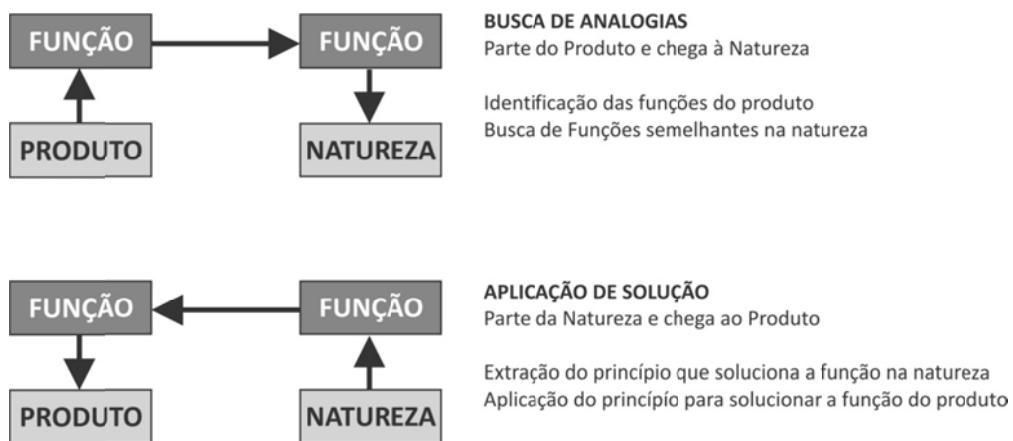 FUNÇÃO
FUNÇÃO
PRODUTO
NATUREZA
BUSCA DE ANALOGIAS
Parte do Produto e chega à Natureza
Identificação das funções do produto
Busca de Funções semelhantes na natureza
FUNÇÃO
FUNÇÃO
PRODUTO
NATUREZA
APLICAÇÃO DE SOLUÇÃO
Parte da Natureza e chega ao Produto
Extração do princípio que soluciona a função na natureza
Aplicação do princípío para solucionar a função do produto